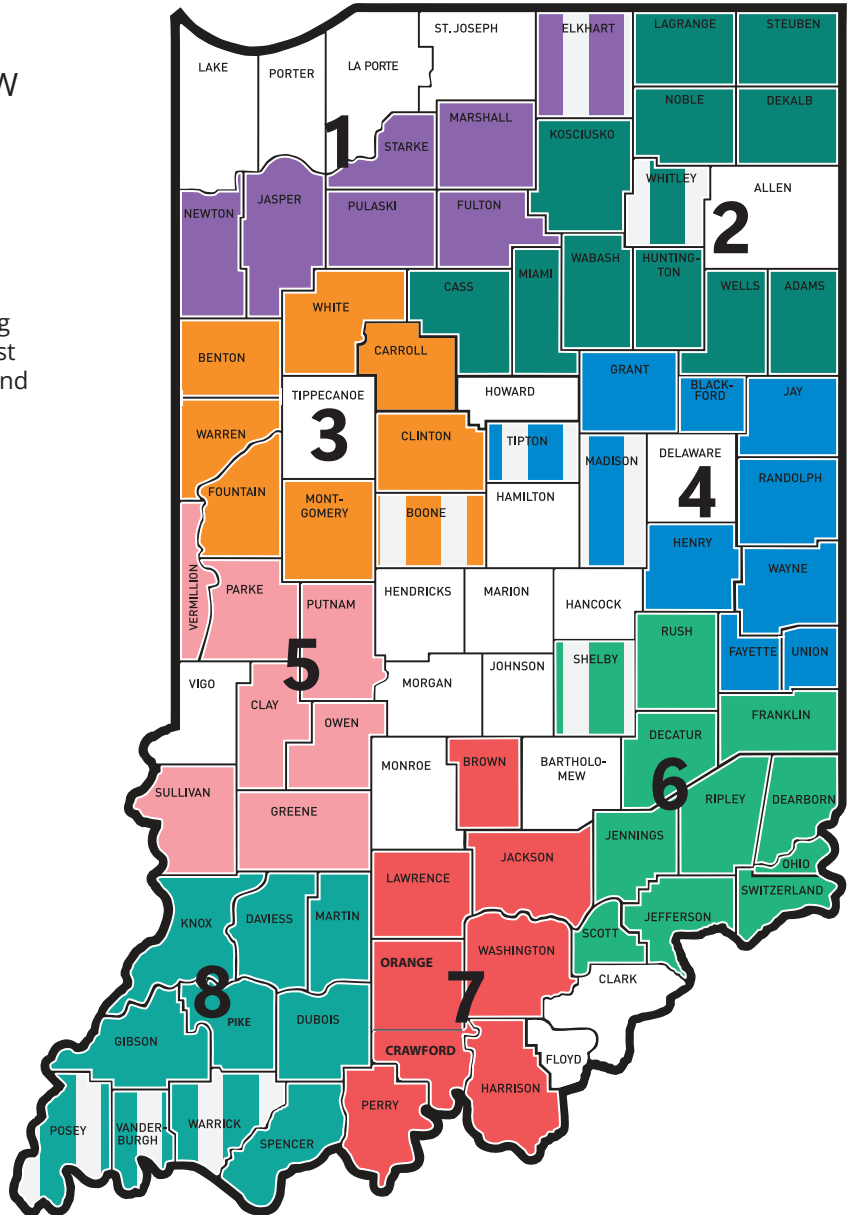 W
g
st
nd
LAKE
PORTER
LA PORTE
ST. JOSEPH
ELKHART
LAGRANGE
STEUBEN
NOBLE
DEKALB
1
STARKE
MARSHALL
KOSCIUSKO
WHITLEY
ALLEN
2
NEWTON
JASPER
PULASKI
FULTON
WHITE
CASS
MIAMI
WABASH
HUNTING-
TON
WELLS
ADAMS
BENTON
CARROLL
GRANT
BLACK-
FORD
JAY
TIPPECANOE
3
HOWARD
WARREN
CLINTON
TIPTON
MADISON
DELAWARE
4
RANDOLPH
FOUNTAIN
MONT-
GOMERY
BOONE
HAMILTON
HENRY
WAYNE
VERMILLION
PARKE
PUTNAM
HENDRICKS
MARION
HANCOCK
RUSH
FAYETTE
UNION
5
VIGO
CLAY
OWEN
MORGAN
JOHNSON
SHELBY
FRANKLIN
DECATUR
6
SULLIVAN
GREENE
MONROE
BROWN
BARTHOLO-
MEW
RIPLEY
DEARBORN
JENNINGS
OHIO
SWITZERLAND
LAWRENCE
JACKSON
KNOX
DAVIESS
MARTIN
SCOTT
JEFFERSON
ORANGE
WASHINGTON
7
CLARK
8
GIBSON
PIKE
DUBOIS
CRAWFORD
FLOYD
HARRISON
PERRY
POSEY
VANDER-
BURGH
WARRICK
SPENCER